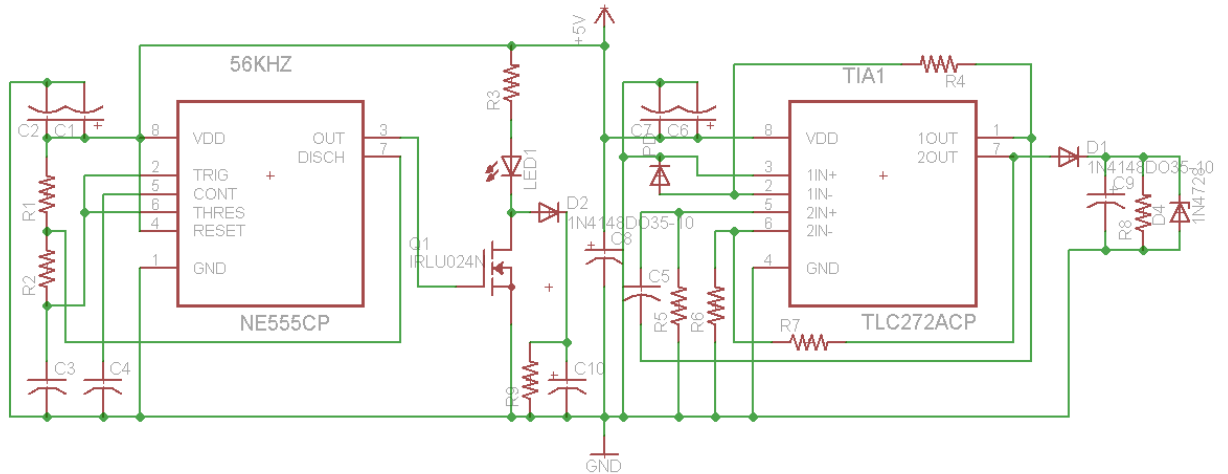 +5V
56KHZ
C2
C1
8
VDD
2
TRIG
5
CONT
6
THRES
4
RESET
1
GND
OUT
3
DISCH
7
NE555CP
R1
R2
C3
C4
R3
LED1
D2
1N4148DO35-10
Q1
IRLU024N
R9
C10
C8
GND
C7
C6
TIA1
R4
8
VDD
3
1IN+
2
1IN-
5
2IN+
6
2IN-
4
GND
1OUT
1
2OUT
7
TLC272ACP
C5
R5
R6
R7
D1
1N4148DO35-10
C9
R8
D4
1N4728